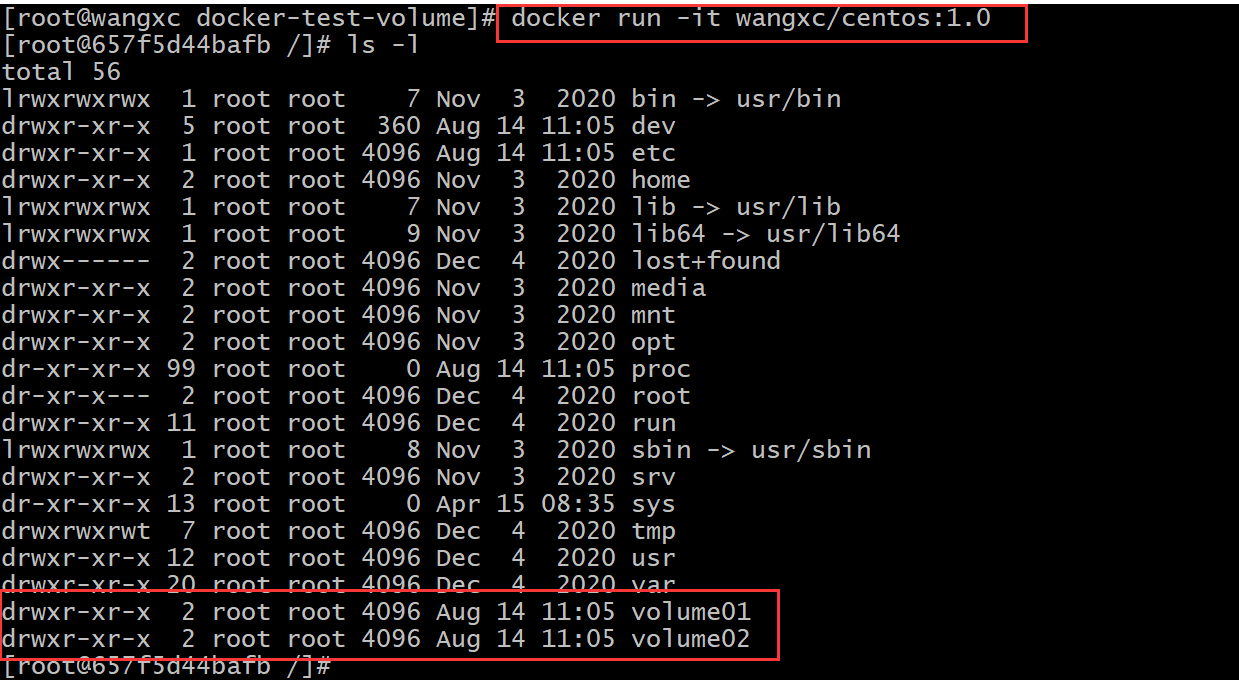 [root@wangxc docker-test-volume]# docker run -it wangxc/centos:1.0
[root@657f5d44bafb /]# ls -l
total 56
lrwxrwxrwx  1 root root    7 Nov  3  2020 bin -> usr/bin
drwxr-xr-x  5 root root  360 Aug 14 11:05 dev
drwxr-xr-x  1 root root 4096 Aug 14 11:05 etc
drwxr-xr-x  2 root root 4096 Nov  3  2020 home
lrwxrwxrwx  1 root root    7 Nov  3  2020 lib -> usr/lib
lrwxrwxrwx  1 root root    9 Nov  3  2020 lib64 -> usr/lib64
drwx------  2 root root 4096 Dec  4  2020 lost+found
drwxr-xr-x  2 root root 4096 Nov  3  2020 media
drwxr-xr-x  2 root root 4096 Nov  3  2020 mnt
drwxr-xr-x  2 root root 4096 Nov  3  2020 opt
dr-xr-xr-x 99 root root    0 Aug 14 11:05 proc
dr-xr-x---  2 root root 4096 Dec  4  2020 root
drwxr-xr-x 11 root root 4096 Dec  4  2020 run
lrwxrwxrwx  1 root root    8 Nov  3  2020 sbin -> usr/sbin
drwxr-xr-x  2 root root 4096 Nov  3  2020 srv
dr-xr-xr-x 13 root root    0 Apr 15 08:35 sys
drwxrwxrwt  7 root root 4096 Dec  4  2020 tmp
drwxr-xr-x 12 root root 4096 Dec  4  2020 usr
drwxr-xr-x 20 root root 4096 Dec  4  2020 var
drwxr-xr-x  2 root root 4096 Aug 14 11:05 volume01
drwxr-xr-x  2 root root 4096 Aug 14 11:05 volume02
[root@657f5d44bafb /]#